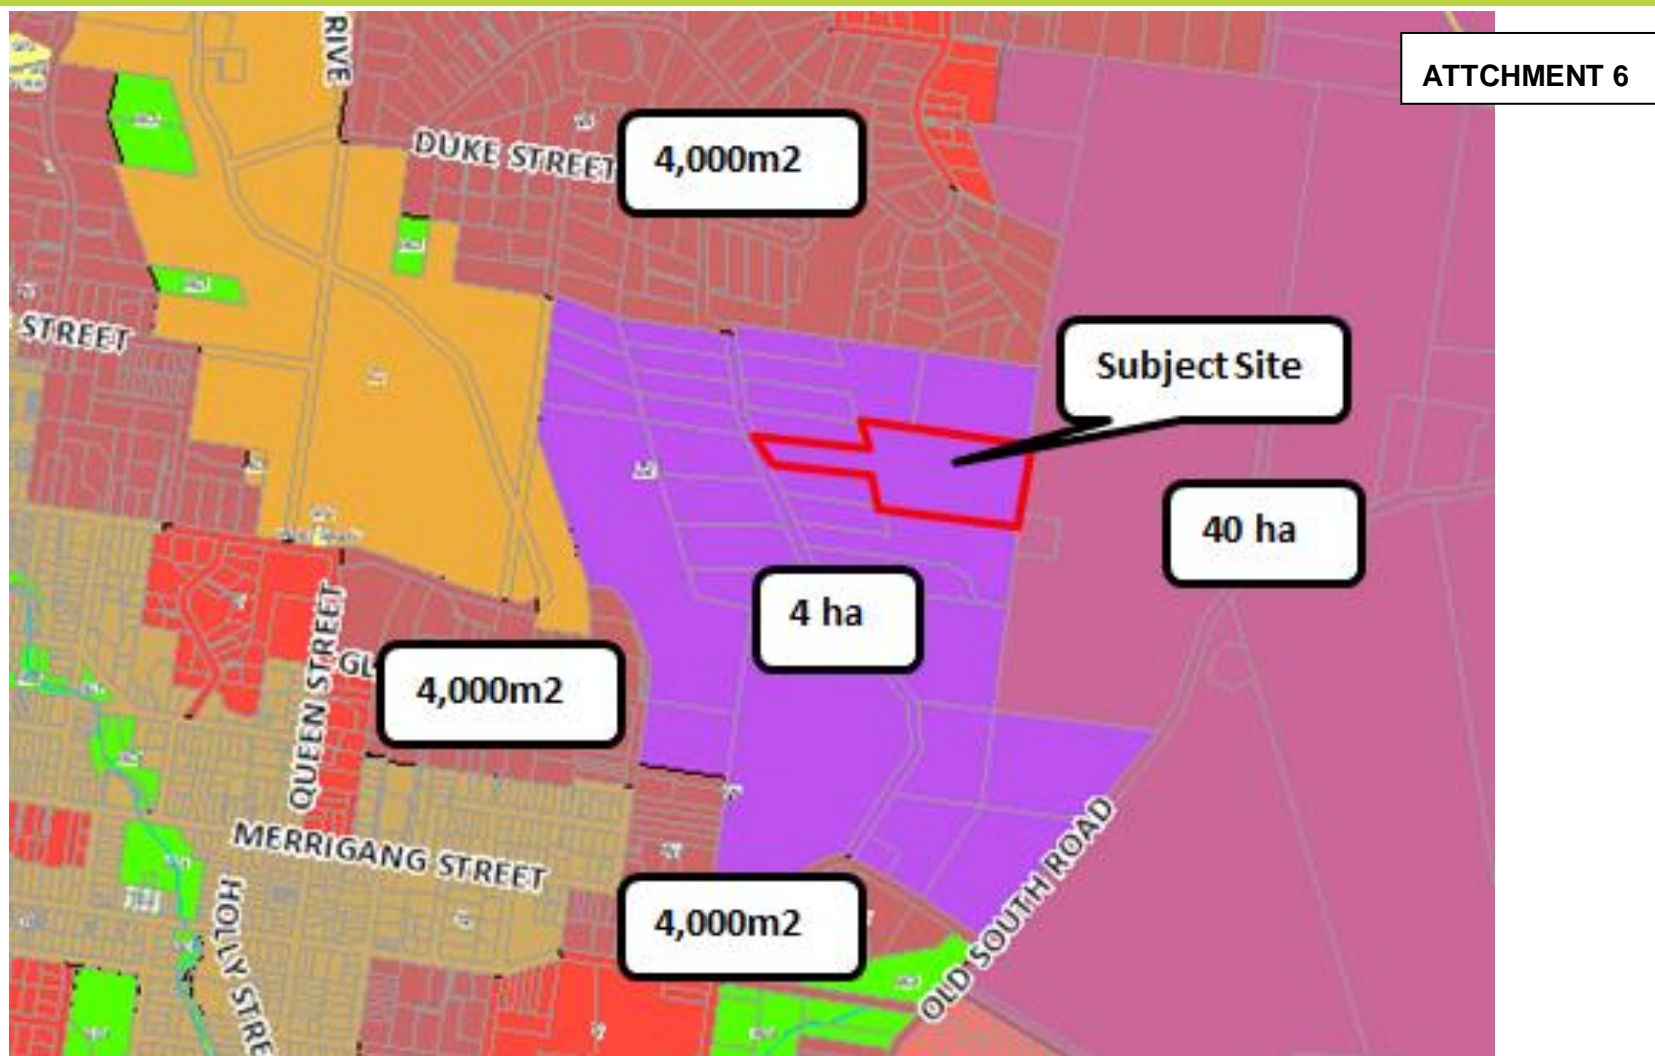 RIVE
ATTCHMENT 6
DUKE STREET
4,000m2
STREET
Subject Site
40 ha
4 ha
QUEEN STREET
GL
4,000m2
MERRIGANG STREET
HOLLY STRE
4,000m2
OLD SOUTH ROAD